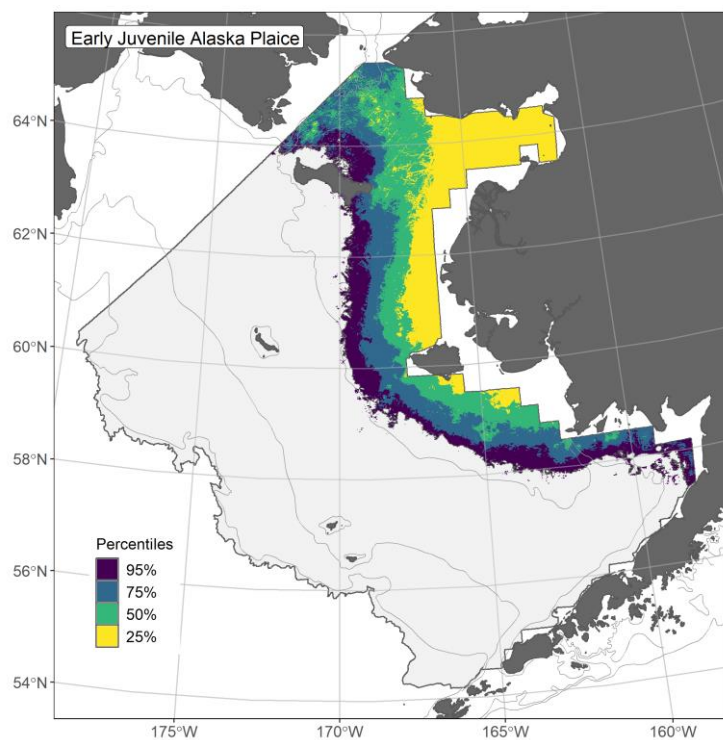 Early Juvenile Alaska Plaice
64°N
62°N
60°N
58°N
56°N
54°N
Percentiles
95%
75%
50%
25%
175°W
170°W
165°W
160°W